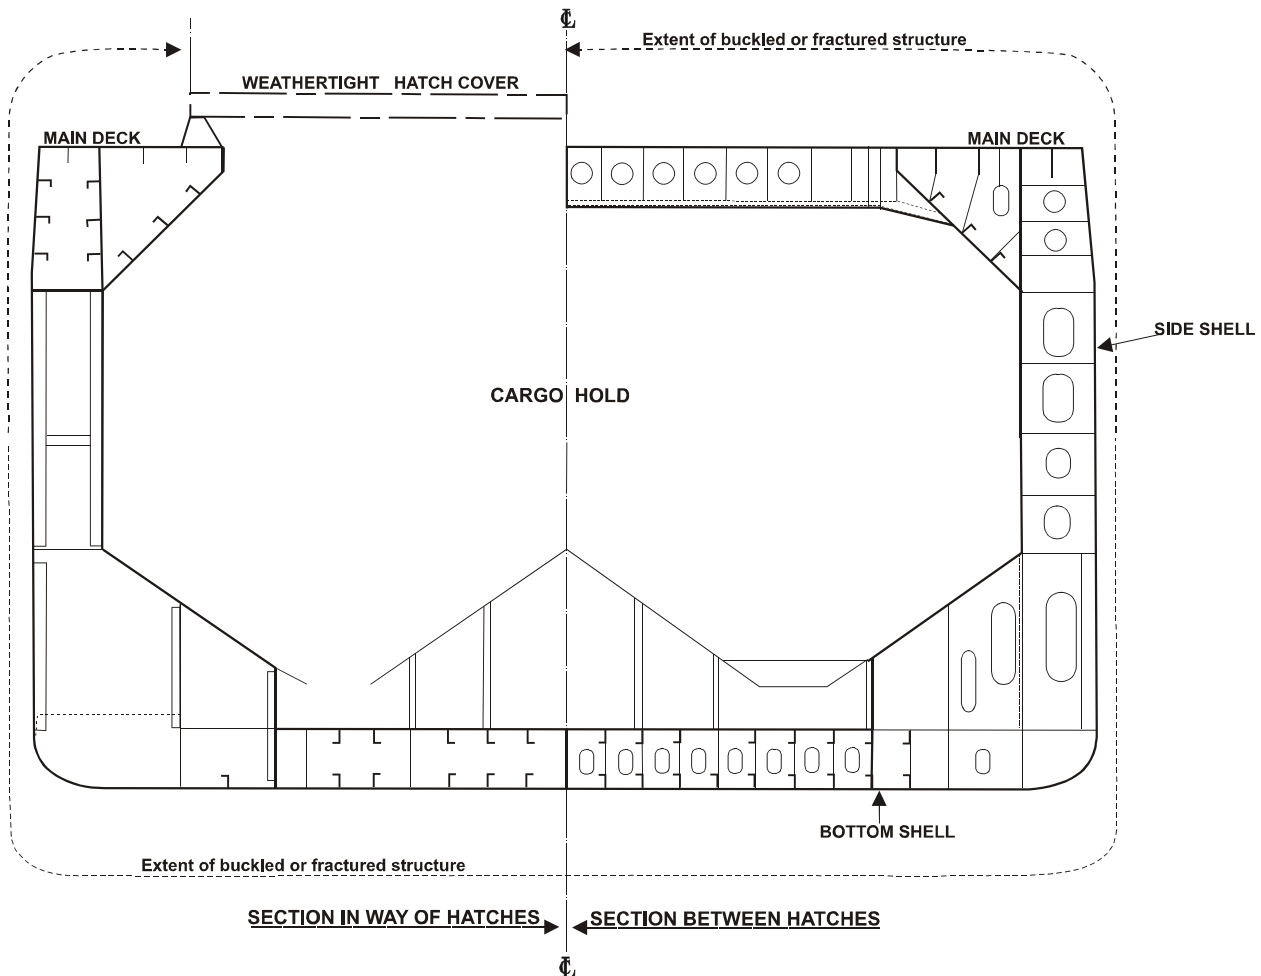 ℄
Extent of buckled or fractured structure
WEATHERTIGHT HATCH COVER
MAIN DECK
MAIN DECK
SIDE SHELL
CARGO HOLD
BOTTOM SHELL
Extent of buckled or fractured structure
SECTION IN WAY OF HATCHES
SECTION BETWEEN HATCHES
℄